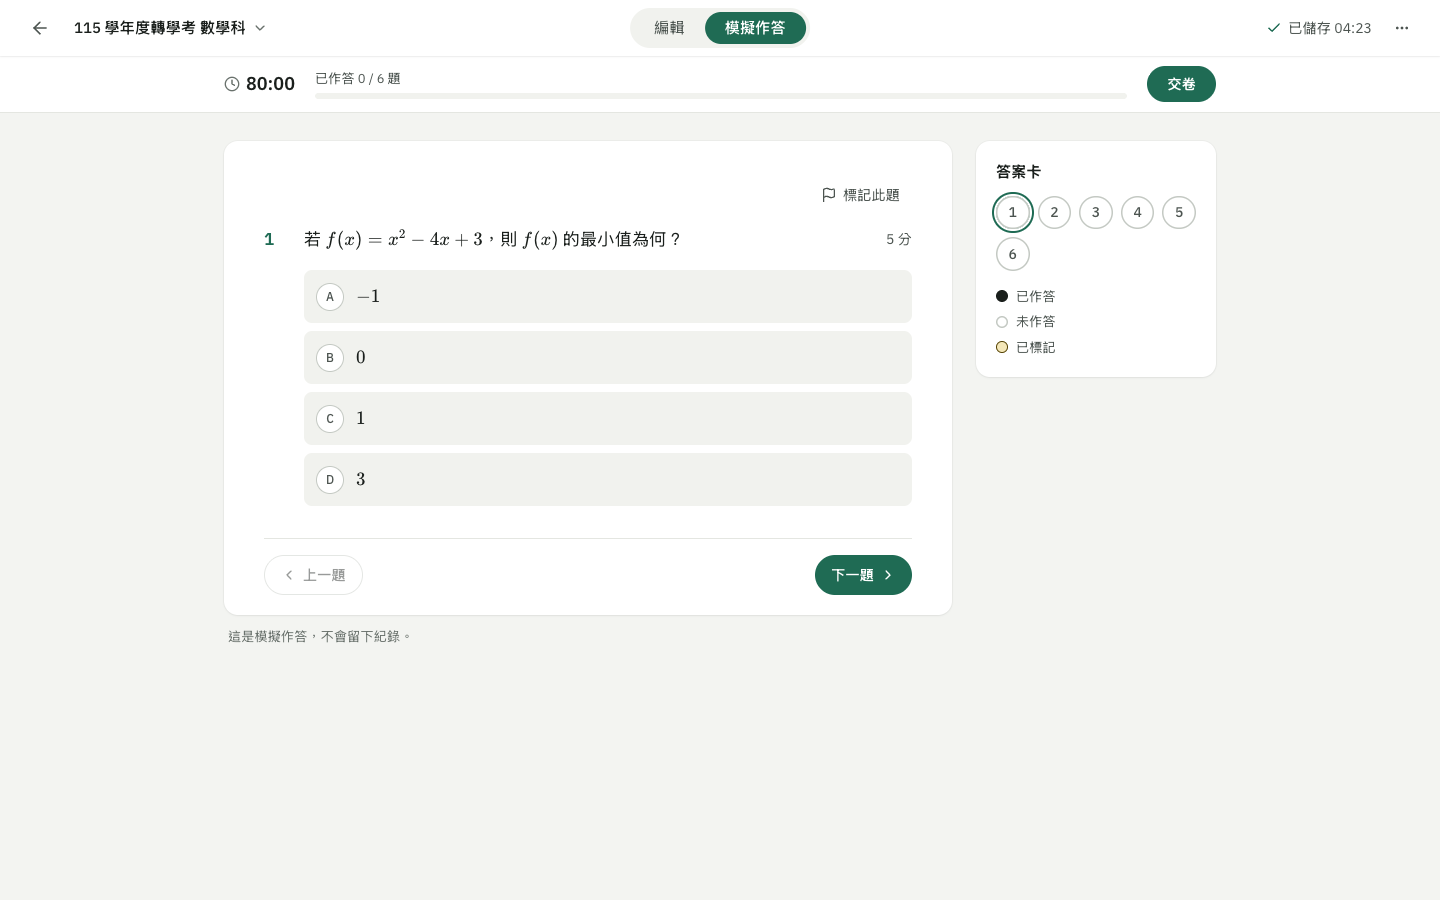 115 學年度轉學考 數學科
編輯
模擬作答
已儲存 04:23
80:00
已作答 0 / 6 題
交卷
標記此題
1 若 f(x) = x² − 4x + 3，則 f(x) 的最小值為何？ 5 分
A −1
B 0
C 1
D 3
上一題
下一題
這是模擬作答，不會留下紀錄。
答案卡
1 2 3 4 5
6
已作答
未作答
已標記